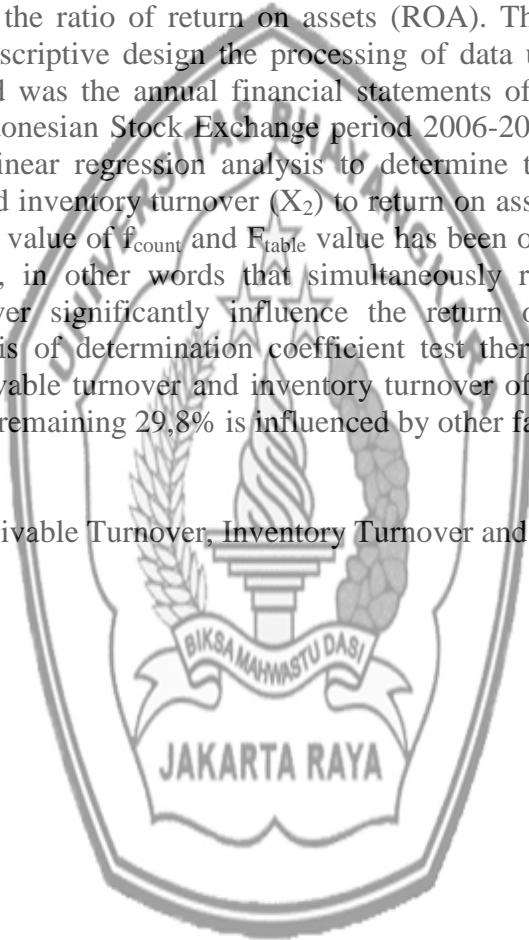 the ratio of return on assets (ROA). Th
scriptive design the processing of data u
d was the annual financial statements of
donesian Stock Exchange period 2006-20
inear regression analysis to determine t
d inventory turnover (X2) to return on ass
value of fcount and Ftable value has been o
, in other words that simultaneously r
ver significantly influence the return o
is of determination coefficient test ther
vable turnover and inventory turnover of
remaining 29,8% is influenced by other fa
ivable Turnover, Inventory Turnover and
UNIVERSITAS BHAYANGKARA
BIKSA MAHWASTU DASI
JAKARTA RAYA